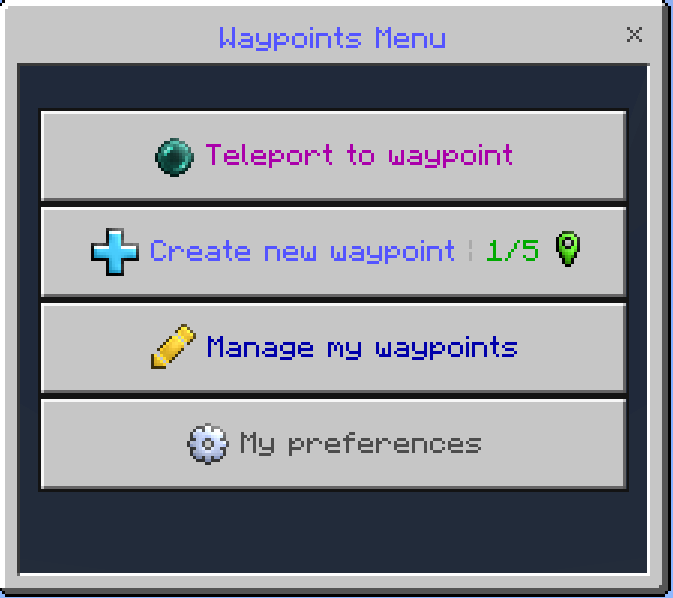 Waypoints Menu
Teleport to waypoint
Create new waypoint ¦ 1/5
Manage my waypoints
My preferences